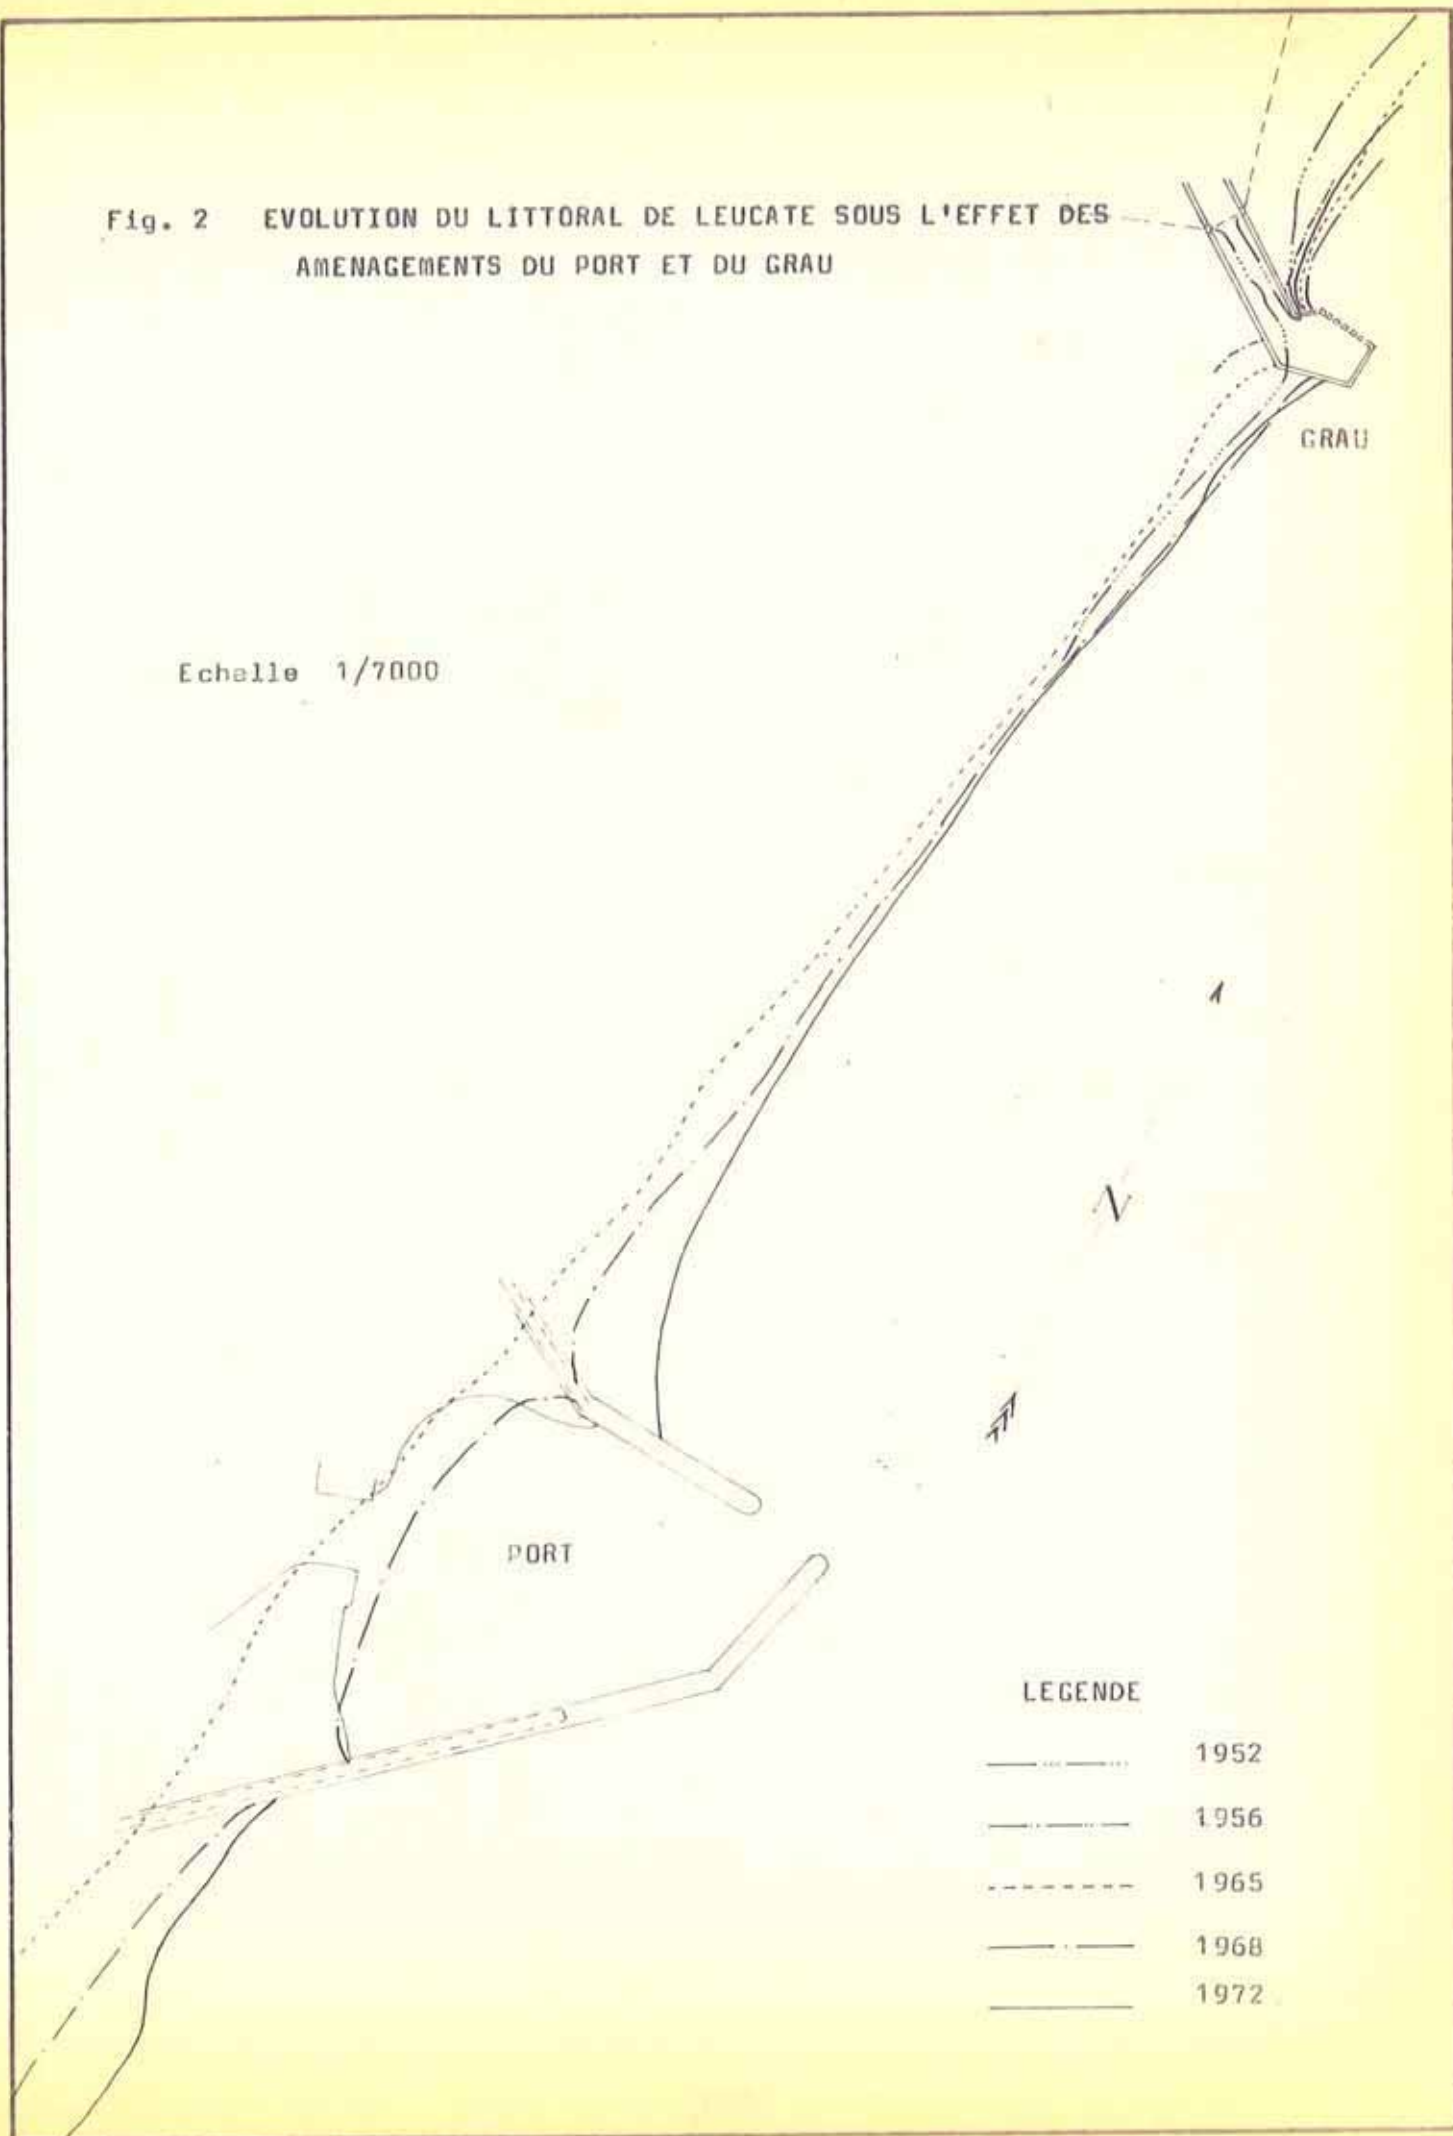 Fig. 2 EVOLUTION DU LITTORAL DE LEUCATE SOUS L'EFFET DES
AMENAGEMENTS DU PORT ET DU GRAU
GRAU
Echelle 1/7000
N
PORT
LEGENDE
1952
1956
1965
1968
1972